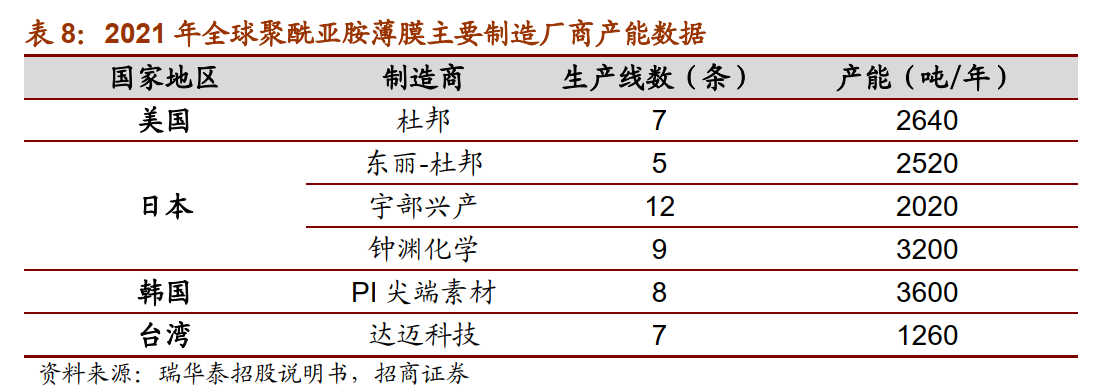 表 8：2021 年全球聚酰亚胺薄膜主要制造厂商产能数据
国家地区 制造商 生产线数（条） 产能（吨/年）
美国 杜邦 7 2640
日本 东丽-杜邦 5 2520
宇部兴产 12 2020
钟渊化学 9 3200
韩国 PI 尖端素材 8 3600
台湾 达迈科技 7 1260
资料来源：瑞华泰招股说明书，招商证券